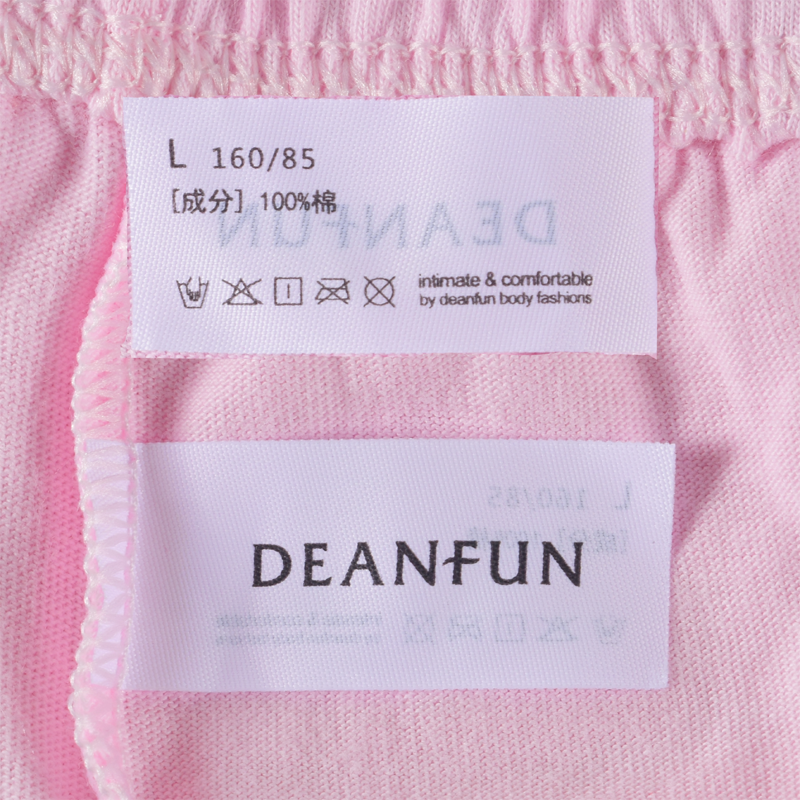 L 160/85
[成分] 100%棉
intimate & comfortable
by deanfun body fashions
DEANFUN